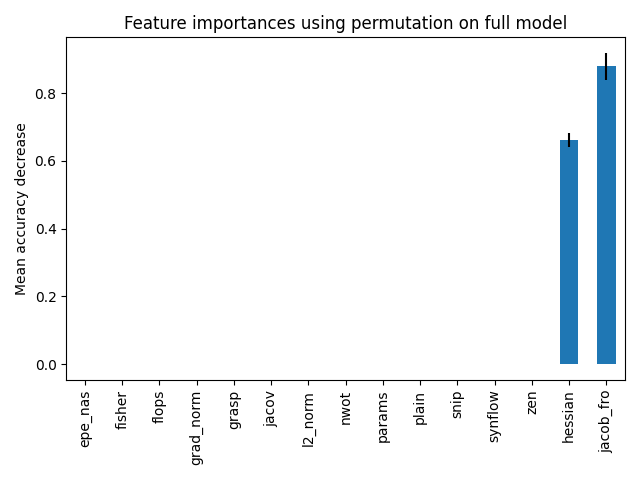 Feature importances using permutation on full model
Mean accuracy decrease
0.8
0.6
0.4
0.2
0.0
epe_nas
fisher
flops
grad_norm
grasp
jacov
l2_norm
nwot
params
plain
snip
synflow
zen
hessian
jacob_fro